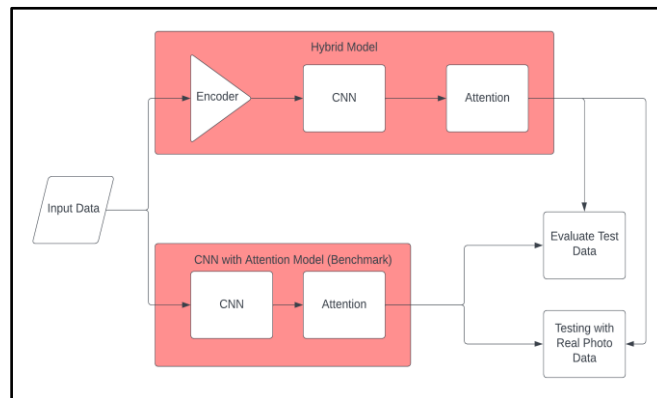 Hybrid Model
Encoder
CNN
Attention
Input Data
CNN with Attention Model (Benchmark)
CNN
Attention
Evaluate Test
Data
Testing with
Real Photo
Data